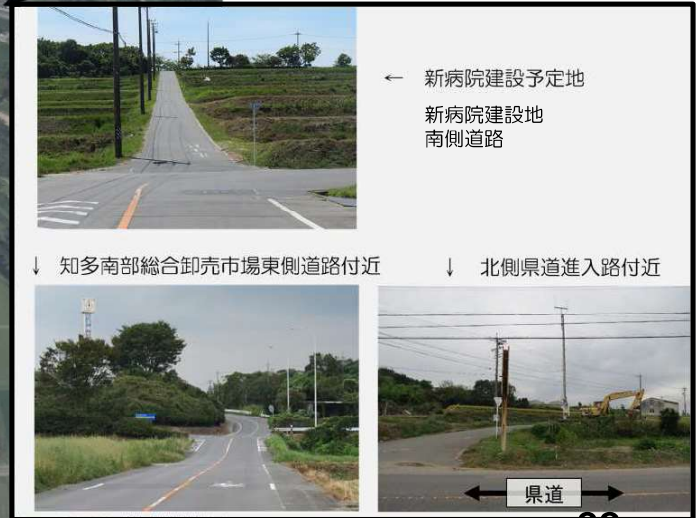 ← 新病院建設予定地
新病院建設地
南側道路
↓ 知多南部総合卸売市場東側道路付近
↓ 北側県道進入路付近
県道